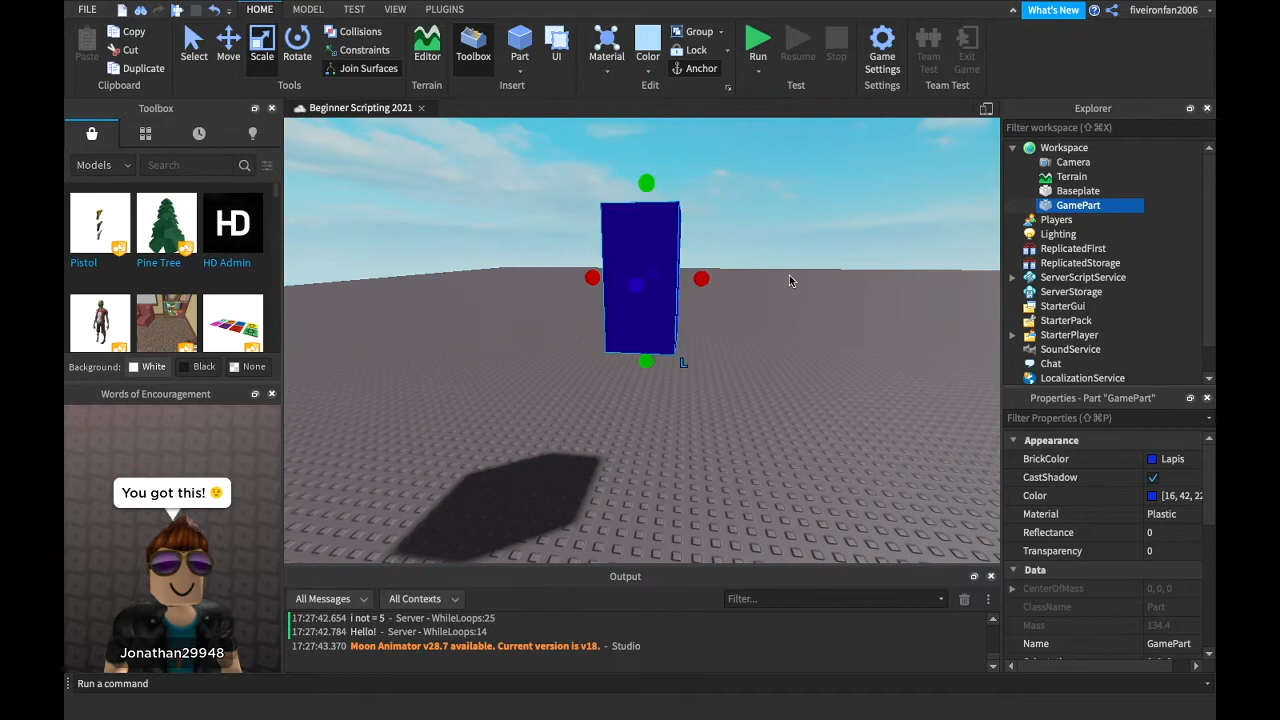 FILE
HOME
MODEL
TEST
VIEW
PLUGINS
What's New
fiveironfan2006
Paste
Copy
Cut
Duplicate
Clipboard
Select
Move
Scale
Rotate
Collisions
Constraints
Join Surfaces
Tools
Editor
Terrain
Toolbox
Part
UI
Insert
Material
Color
Group
Lock
Anchor
Edit
Run
Resume
Stop
Test
Game
Settings
Settings
Team
Test
Exit
Game
Team Test
Toolbox
Models
Search
HD
Pistol
Pine Tree
HD Admin
Background:
White
Black
None
Words of Encouragement
You got this! 😉
Jonathan29948
Beginner Scripting 2021
L
Output
All Messages
All Contexts
Filter...
17:27:42.654 i not = 5 - Server - WhileLoops:25
17:27:42.784 Hello! - Server - WhileLoops:14
17:27:43.370 Moon Animator v28.7 available. Current version is v18. - Studio
Run a command
Explorer
Filter workspace (⇧⌘X)
Workspace
Camera
Terrain
Baseplate
GamePart
Players
Lighting
ReplicatedFirst
ReplicatedStorage
ServerScriptService
ServerStorage
StarterGui
StarterPack
StarterPlayer
SoundService
Chat
LocalizationService
Properties - Part "GamePart"
Filter Properties (⇧⌘P)
Appearance
BrickColor Lapis
CastShadow
Color [16, 42, 22
Material Plastic
Reflectance 0
Transparency 0
Data
CenterOfMass 0, 0, 0
ClassName Part
Mass 134.4
Name GamePart